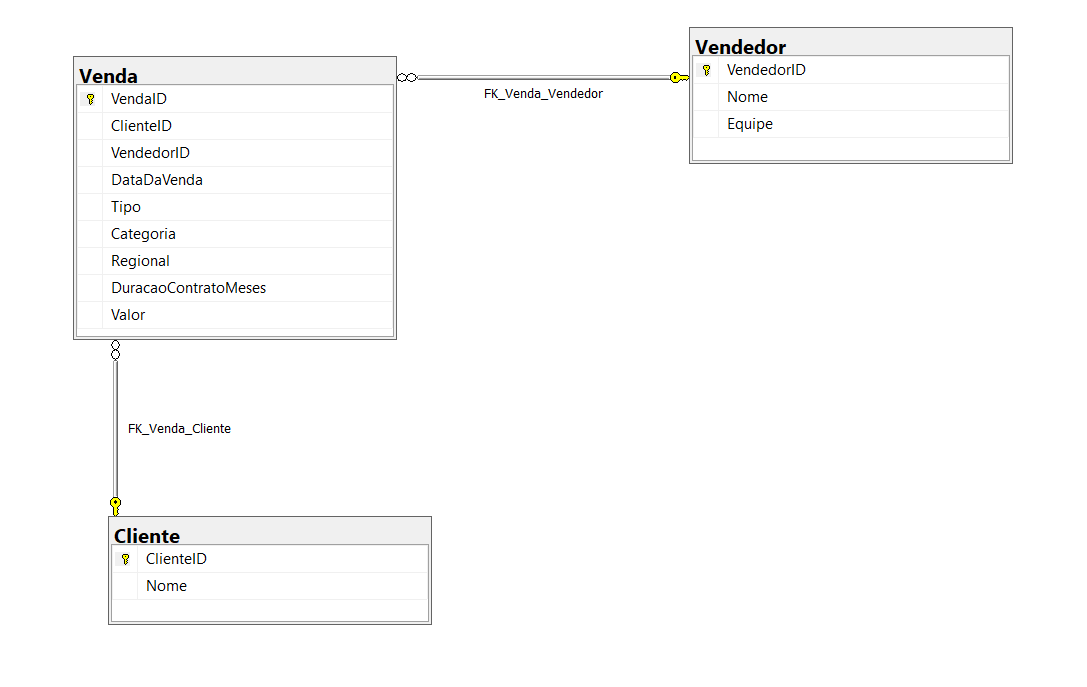 Venda
VendaID
ClienteID
VendedorID
DataDaVenda
Tipo
Categoria
Regional
DuracaoContratoMeses
Valor
FK_Venda_Vendedor
Vendedor
VendedorID
Nome
Equipe
FK_Venda_Cliente
Cliente
ClienteID
Nome